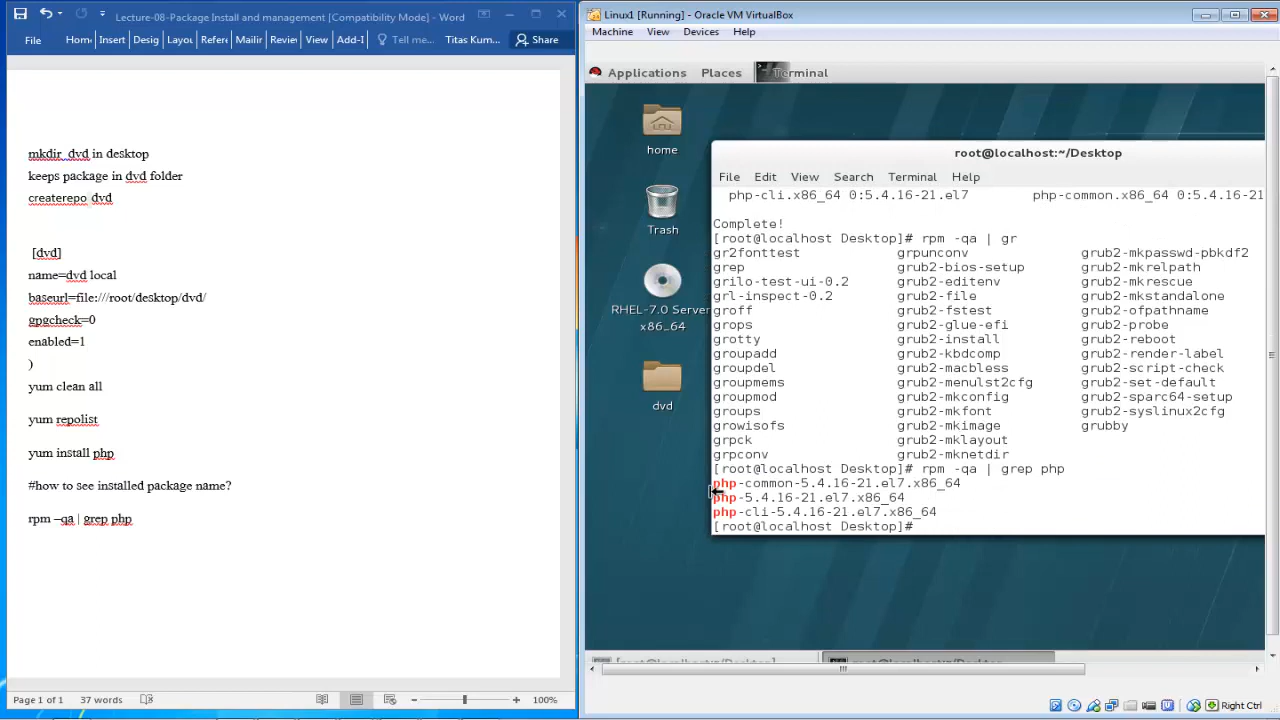 Lecture-08-Package Install and management [Compatibility Mode] - Word
File Home Insert Desig Layou Refere Mailir Reviev View Add-I Tell me... Titas Kum... Share
mkdir dvd in desktop
keeps package in dvd folder
createrepo dvd
[dvd]
name=dvd local
baseurl=file:///root/desktop/dvd/
gpgcheck=0
enabled=1
)
yum clean all
yum repolist
yum install php
#how to see installed package name?
rpm –qa | grep php
Page 1 of 1 37 words 100%
Linux1 [Running] - Oracle VM VirtualBox
Machine View Devices Help
Applications Places Terminal
home
Trash
RHEL-7.0 Server
x86_64
dvd
root@localhost:~/Desktop
File Edit View Search Terminal Help
php-cli.x86_64 0:5.4.16-21.el7 php-common.x86_64 0:5.4.16-21
Complete!
[root@localhost Desktop]# rpm -qa | gr
gr2fonttest grpunconv grub2-mkpasswd-pbkdf2
grep grub2-bios-setup grub2-mkrelpath
grilo-test-ui-0.2 grub2-editenv grub2-mkrescue
grl-inspect-0.2 grub2-file grub2-mkstandalone
groff grub2-fstest grub2-ofpathname
grops grub2-glue-efi grub2-probe
grotty grub2-install grub2-reboot
groupadd grub2-kbdcomp grub2-render-label
groupdel grub2-macbless grub2-script-check
groupmems grub2-menulst2cfg grub2-set-default
groupmod grub2-mkconfig grub2-sparc64-setup
groups grub2-mkfont grub2-syslinux2cfg
growisofs grub2-mkimage grubby
grpck grub2-mklayout
grpconv grub2-mknetdir
[root@localhost Desktop]# rpm -qa | grep php
php-common-5.4.16-21.el7.x86_64
php-5.4.16-21.el7.x86_64
php-cli-5.4.16-21.el7.x86_64
[root@localhost Desktop]#
Right Ctrl